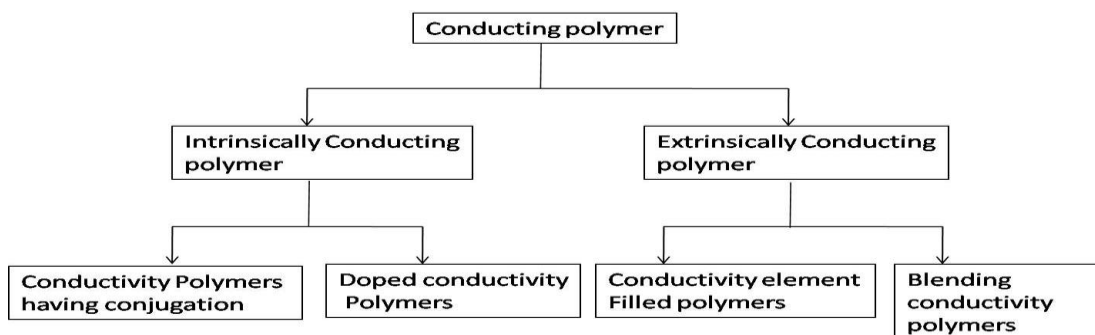 Conducting polymer
Intrinsically Conducting
polymer
Extrinsically Conducting
polymer
Conductivity Polymers
having conjugation
Doped conductivity
Polymers
Conductivity element
Filled polymers
Blending
conductivity
polymers